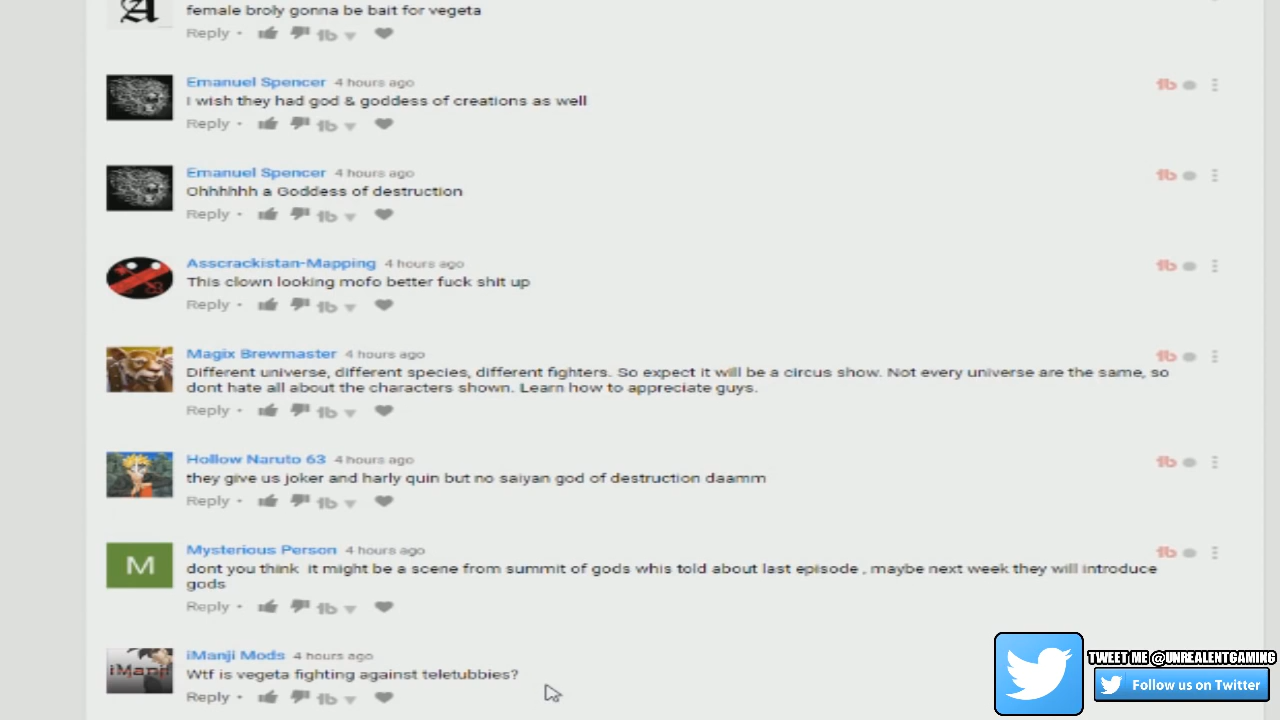 A
female broly gonna be bait for vegeta
Reply •
Emanuel Spencer 4 hours ago
I wish they had god & goddess of creations as well
Reply •
Emanuel Spencer 4 hours ago
Ohhhhhh a Goddess of destruction
Reply •
Asscrackistan-Mapping 4 hours ago
This clown looking mofo better fuck shit up
Reply •
Magix Brewmaster 4 hours ago
Different universe, different species, different fighters. So expect it will be a circus show. Not every universe are the same, so
dont hate all about the characters shown. Learn how to appreciate guys.
Reply •
Hollow Naruto 63 4 hours ago
they give us joker and harly quin but no saiyan god of destruction daamm
Reply •
M
Mysterious Person 4 hours ago
dont you think it might be a scene from summit of gods whis told about last episode , maybe next week they will introduce
gods
Reply •
iManji
iManji Mods 4 hours ago
Wtf is vegeta fighting against teletubbies?
Reply •
TWEET ME @UNREALENTGAMING
Follow us on Twitter